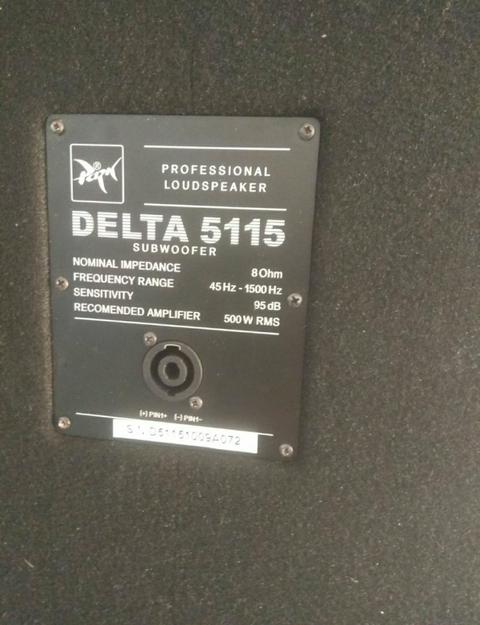 PROFESSIONAL
LOUDSPEAKER
DELTA 5115
SUBWOOFER
NOMINAL IMPEDANCE 8 Ohm
FREQUENCY RANGE 45 Hz - 1500 Hz
SENSITIVITY 95 dB
RECOMENDED AMPLIFIER 500 W RMS
(+) PIN1+ (-) PIN1-
S.N. D51151009A072